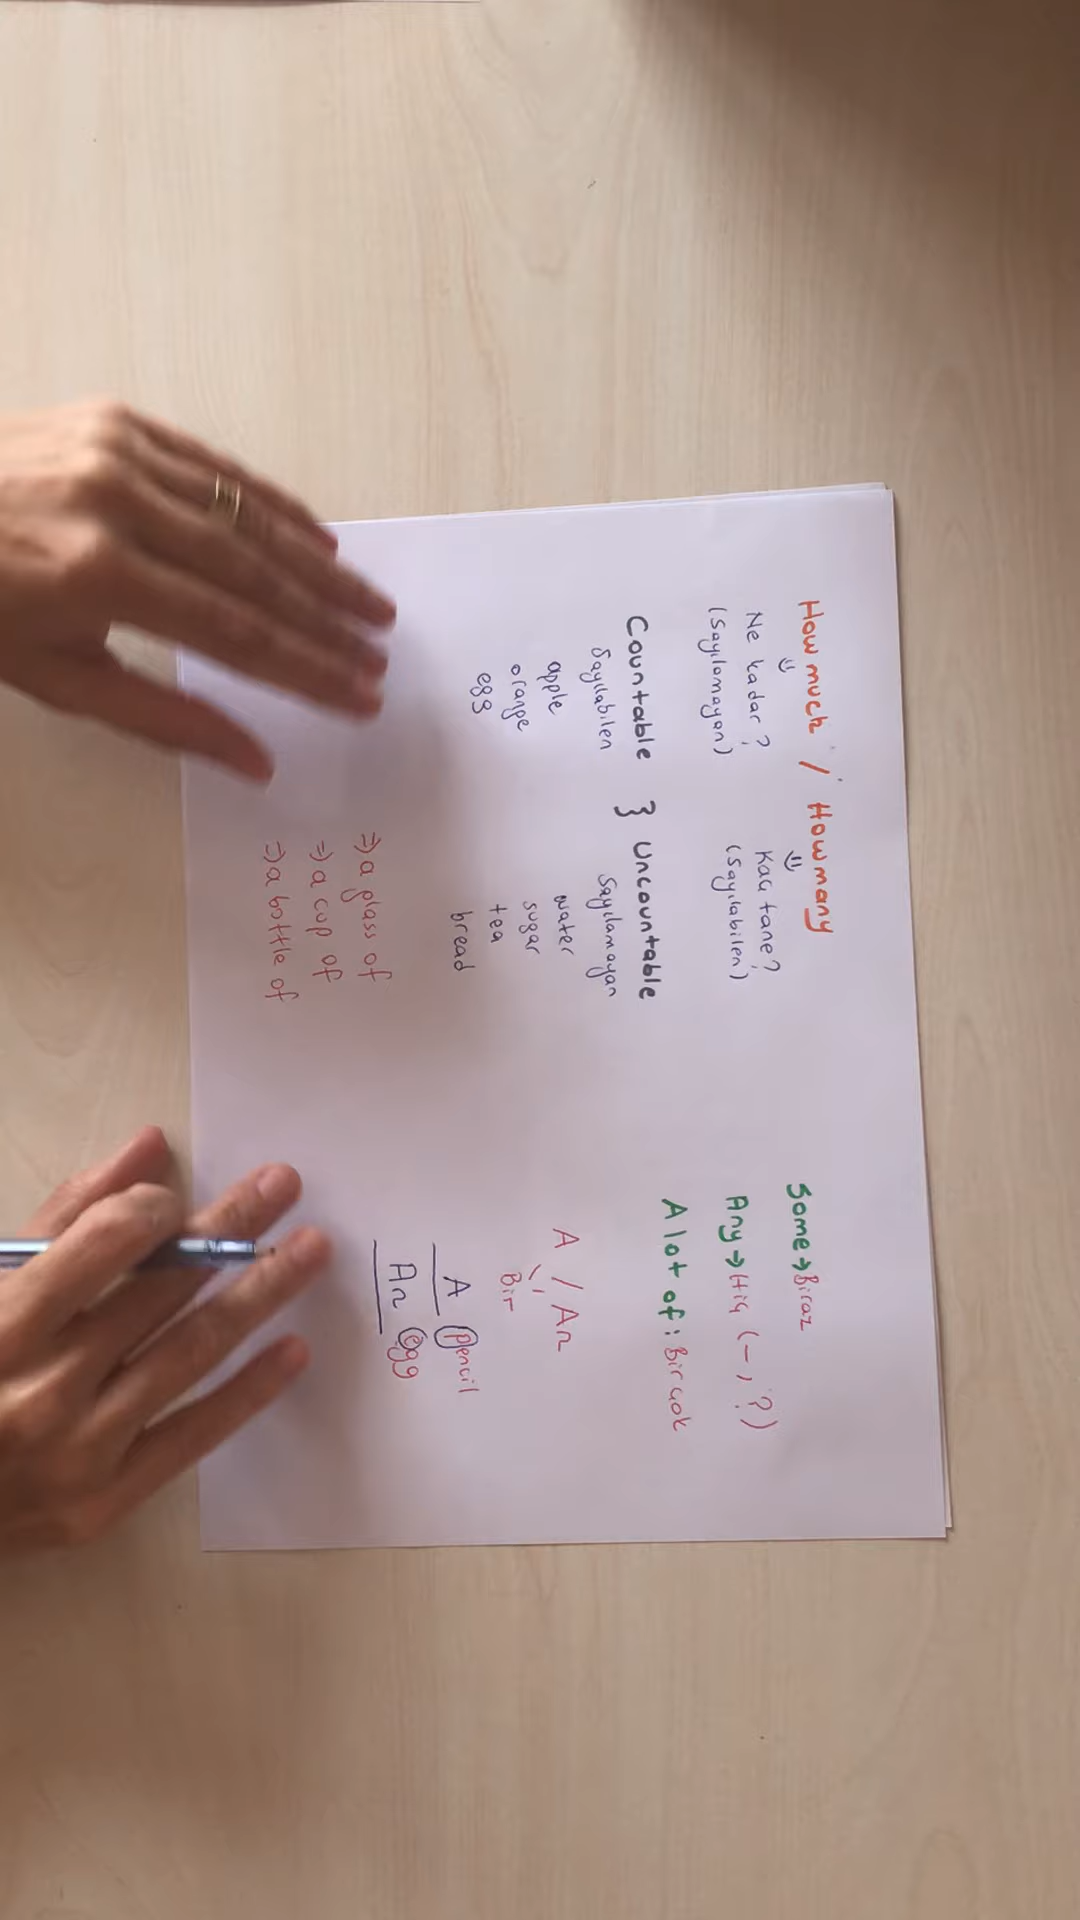 How much / How many
Ne kadar? Kaç tane?
(Sayılamayan) (Sayılabilen)
Countable } Uncountable
Sayılabilen Sayılamayan
apple water
orange sugar
egg tea
bread
⇒ a glass of
⇒ a cup of
⇒ a bottle of
Some → Biraz
Any → Hiç (-, ?)
A lot of : Birçok
A / An
Bir
A pencil
An egg